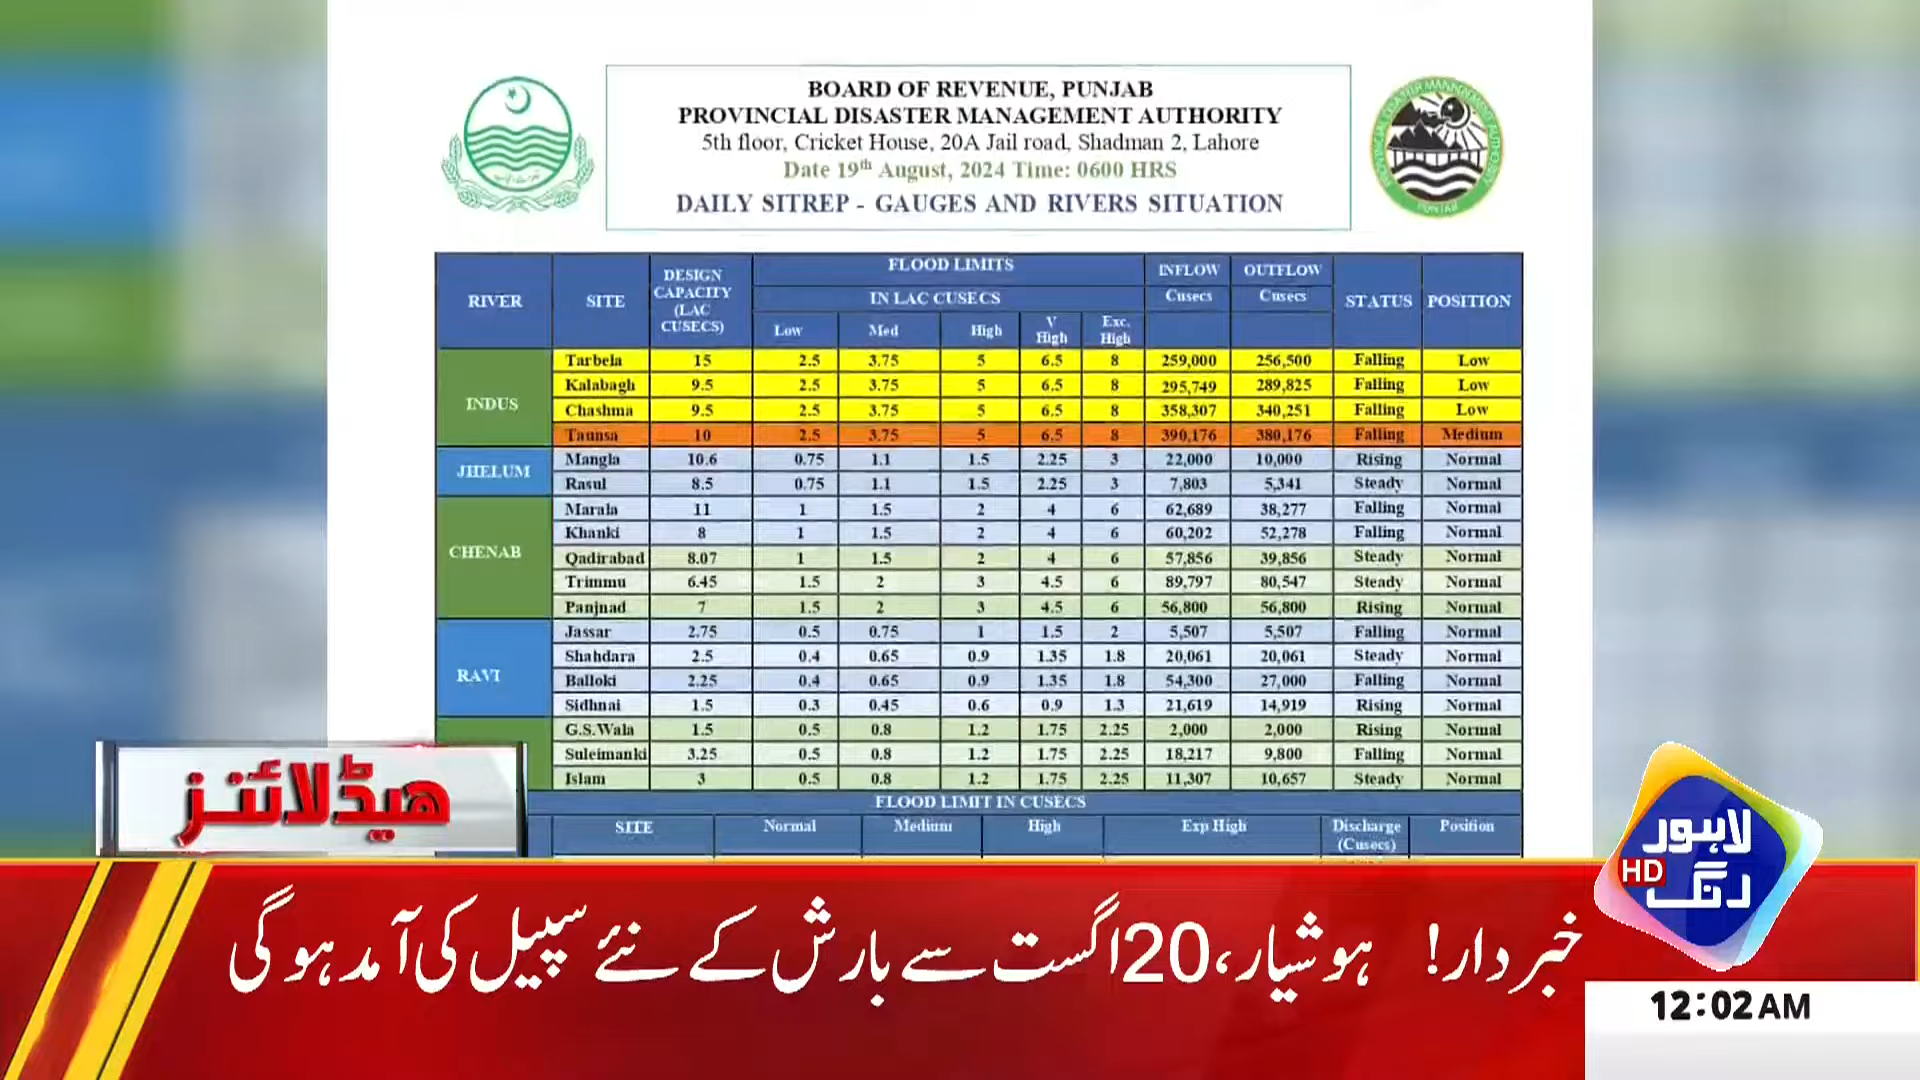 BOARD OF REVENUE, PUNJAB
PROVINCIAL DISASTER MANAGEMENT AUTHORITY
5th floor, Cricket House, 20A Jail road, Shadman 2, Lahore
Date 19th August, 2024 Time: 0600 HRS
DAILY SITREP - GAUGES AND RIVERS SITUATION
PROVINCIAL DISASTER MANAGEMENT AUTHORITY
PUNJAB
RIVER SITE DESIGN CAPACITY (LAC CUSECS) FLOOD LIMITS IN LAC CUSECS INFLOW Cusecs OUTFLOW Cusecs STATUS POSITION
Low Med High V High Exc. High
INDUS
Tarbela 15 2.5 3.75 5 6.5 8 259,000 256,500 Falling Low
Kalabagh 9.5 2.5 3.75 5 6.5 8 295,749 289,825 Falling Low
Chashma 9.5 2.5 3.75 5 6.5 8 358,307 340,251 Falling Low
Taunsa 10 2.5 3.75 5 6.5 8 390,176 380,176 Falling Medium
JHELUM
Mangla 10.6 0.75 1.1 1.5 2.25 3 22,000 10,000 Rising Normal
Rasul 8.5 0.75 1.1 1.5 2.25 3 7,803 5,341 Steady Normal
CHENAB
Marala 11 1 1.5 2 4 6 62,689 38,277 Falling Normal
Khanki 8 1 1.5 2 4 6 60,202 52,278 Falling Normal
Qadirabad 8.07 1 1.5 2 4 6 57,856 39,856 Steady Normal
Trimmu 6.45 1.5 2 3 4.5 6 89,797 80,547 Steady Normal
Panjnad 7 1.5 2 3 4.5 6 56,800 56,800 Rising Normal
RAVI
Jassar 2.75 0.5 0.75 1 1.5 2 5,507 5,507 Falling Normal
Shahdara 2.5 0.4 0.65 0.9 1.35 1.8 20,061 20,061 Steady Normal
Balloki 2.25 0.4 0.65 0.9 1.35 1.8 54,300 27,000 Falling Normal
Sidhnai 1.5 0.3 0.45 0.6 0.9 1.3 21,619 14,919 Rising Normal
G.S.Wala 1.5 0.5 0.8 1.2 1.75 2.25 2,000 2,000 Rising Normal
Suleimanki 3.25 0.5 0.8 1.2 1.75 2.25 18,217 9,800 Falling Normal
Islam 3 0.5 0.8 1.2 1.75 2.25 11,307 10,657 Steady Normal
FLOOD LIMIT IN CUSECS
SITE Normal Medium High Exp High Discharge (Cusecs) Position
ہیڈلائنز
لاہور
رنگ
HD
خبردار! ہوشیار، 20 اگست سے بارش کے نئے سپیل کی آمد ہو گی
12:02 AM